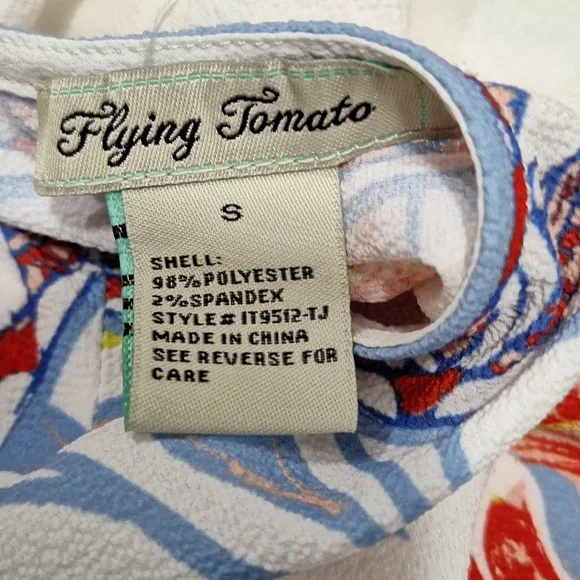 Flying Tomato
S
SHELL:
98% POLYESTER
2% SPANDEX
STYLE# IT9512-TJ
MADE IN CHINA
SEE REVERSE FOR
CARE